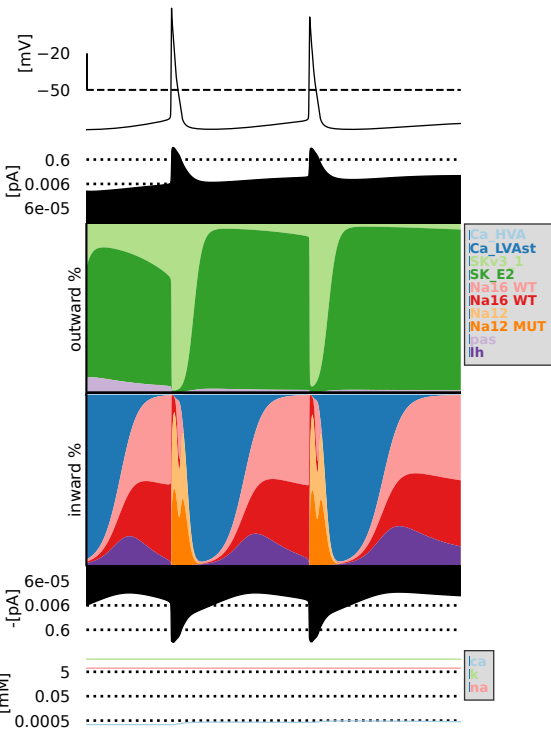 [mV]
−20
−50
[pA]
0.6
0.006
6e-05
outward %
Ca_HVA
Ca_LVAst
SKv3_1
SK_E2
Na16 WT
Na16 WT
Na12
Na12 MUT
pas
Ih
inward %
-[pA]
6e-05
0.006
0.6
[mM]
5
0.05
0.0005
ca
k
na